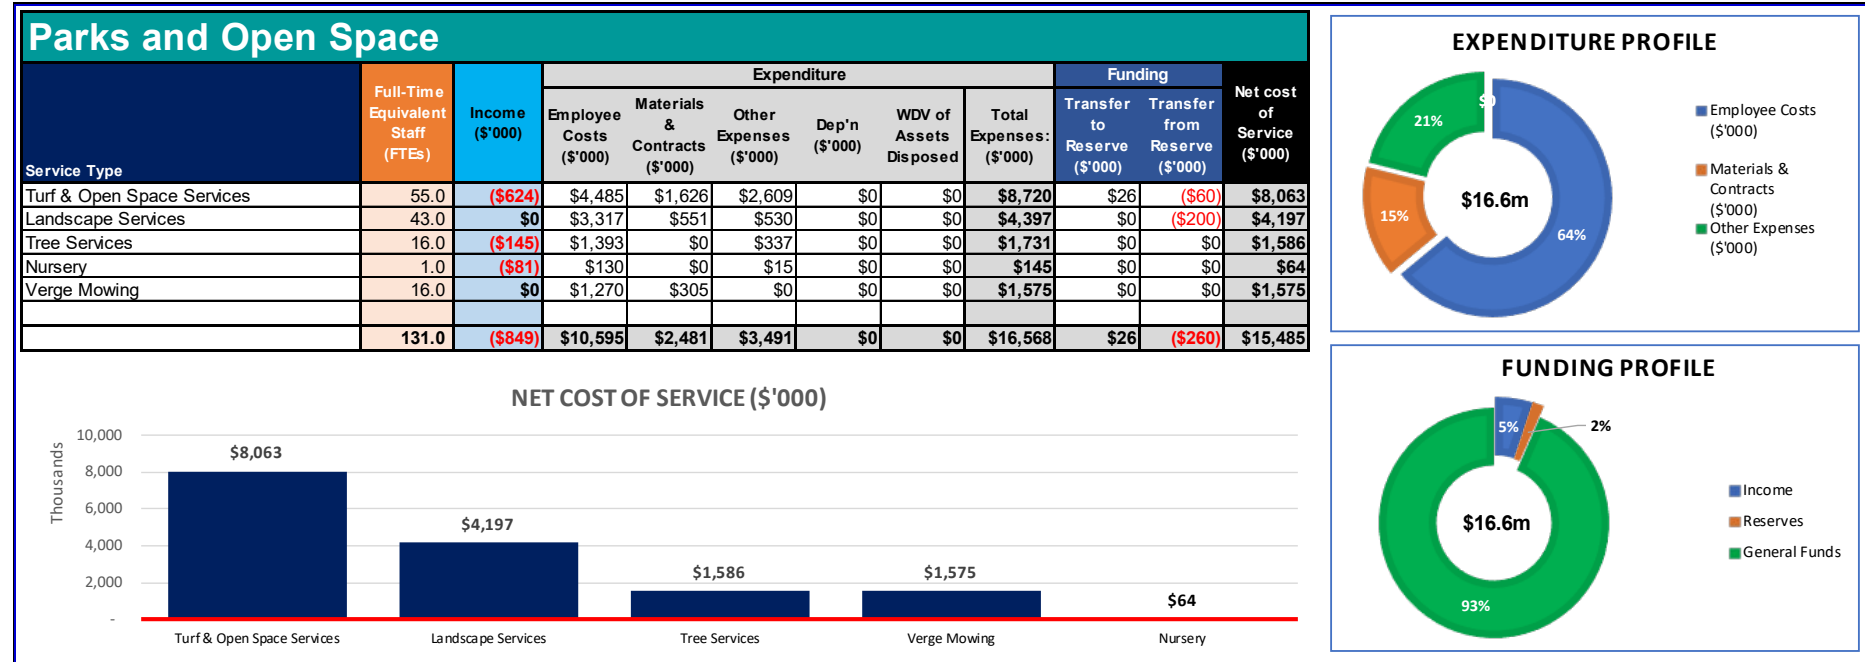 Parks and Open Space
Service Type
Full-Time
Equivalent
Staff
(FTEs)
Income
($'000)
Expenditure
Employee
Costs
($'000)
Materials
&
Contracts
($'000)
Other
Expenses
($'000)
Dep'n
($'000)
WDV of
Assets
Disposed
Total
Expenses:
($'000)
Funding
Transfer
to
Reserve
($'000)
Transfer
from
Reserve
($'000)
Net cost
of
Service
($'000)
Turf & Open Space Services 55.0 ($624) $4,485 $1,626 $2,609 $0 $0 $8,720 $26 ($60) $8,063
Landscape Services 43.0 $0 $3,317 $551 $530 $0 $0 $4,397 $0 ($200) $4,197
Tree Services 16.0 ($145) $1,393 $0 $337 $0 $0 $1,731 $0 $0 $1,586
Nursery 1.0 ($81) $130 $0 $15 $0 $0 $145 $0 $0 $64
Verge Mowing 16.0 $0 $1,270 $305 $0 $0 $0 $1,575 $0 $0 $1,575
131.0 ($849) $10,595 $2,481 $3,491 $0 $0 $16,568 $26 ($260) $15,485
NET COST OF SERVICE ($'000)
Thousands
10,000
8,000
6,000
4,000
2,000
-
$8,063
$4,197
$1,586
$1,575
$64
Turf & Open Space Services
Landscape Services
Tree Services
Verge Mowing
Nursery
EXPENDITURE PROFILE
$0
21%
15%
64%
$16.6m
Employee Costs
($'000)
Materials &
Contracts
($'000)
Other Expenses
($'000)
FUNDING PROFILE
5%
2%
93%
$16.6m
Income
Reserves
General Funds